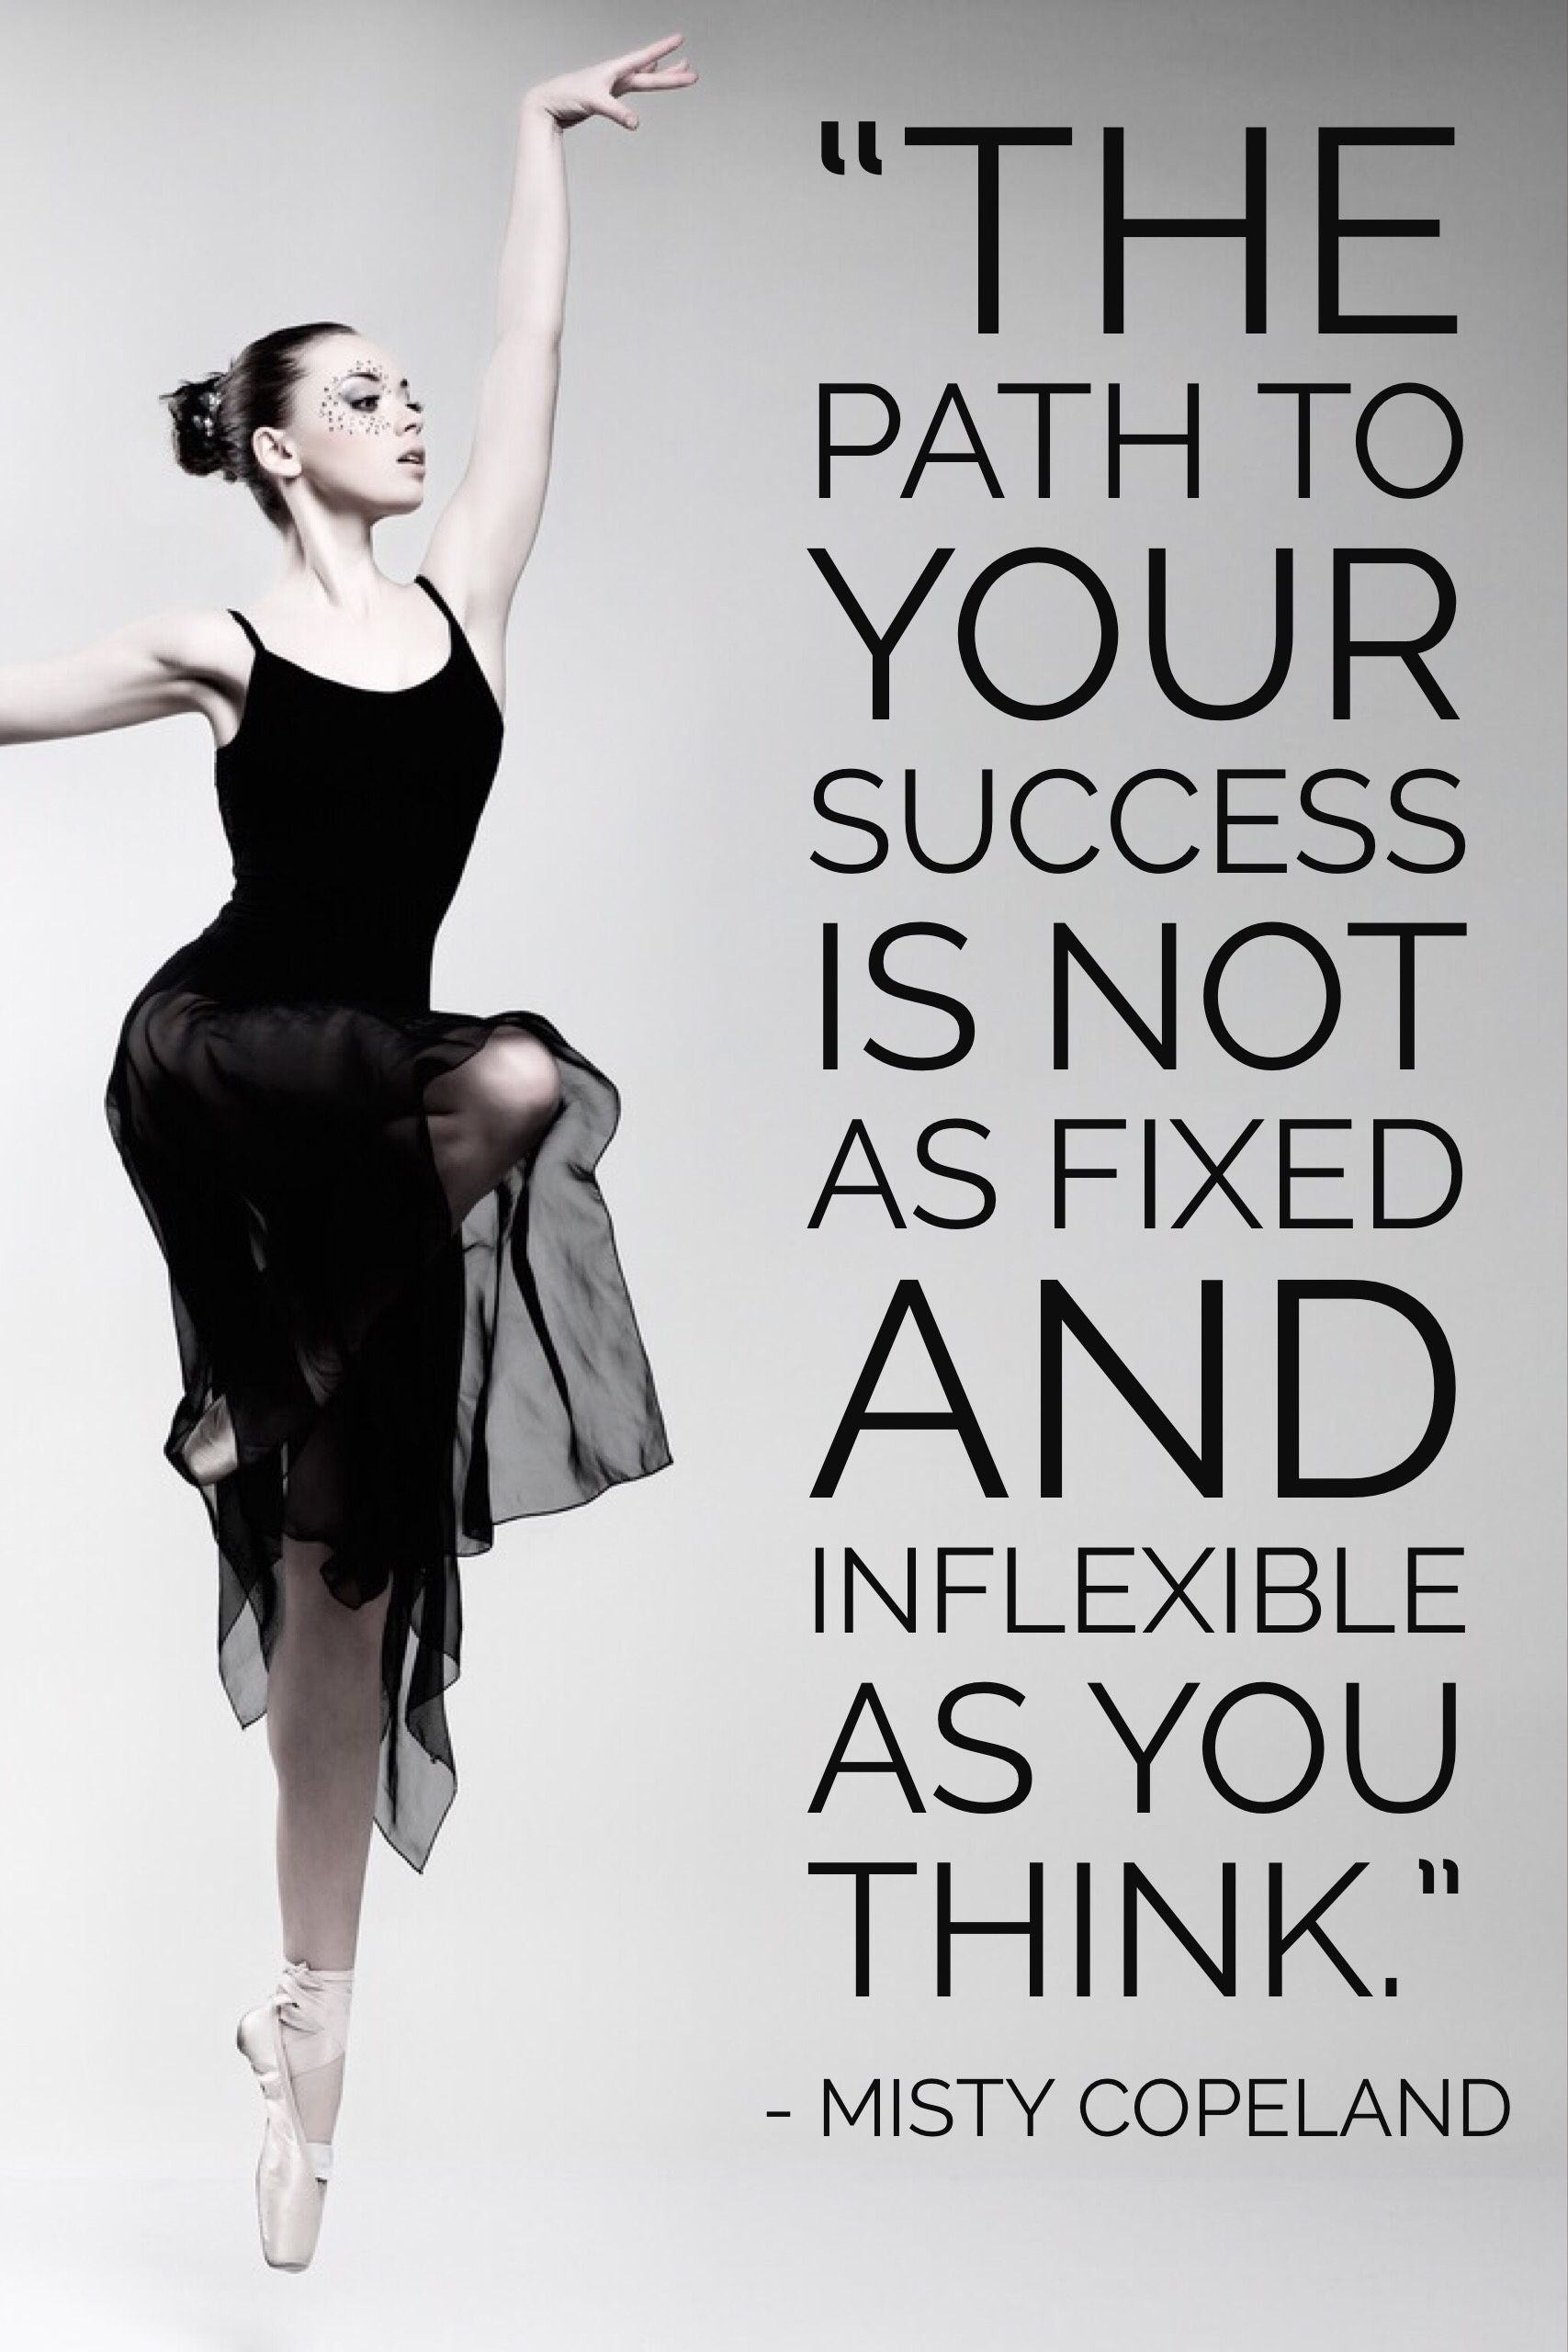 “THE
PATH TO
YOUR
SUCCESS
IS NOT
AS FIXED
AND
INFLEXIBLE
AS YOU
THINK.”
- MISTY COPELAND